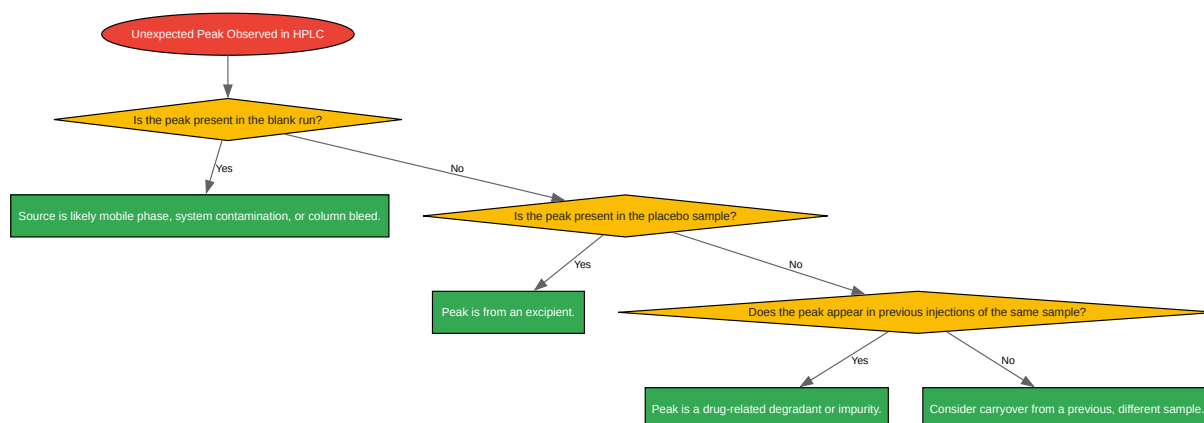 Unexpected Peak Observed in HPLC
Is the peak present in the blank run?
Yes
No
Source is likely mobile phase, system contamination, or column bleed.
Is the peak present in the placebo sample?
Yes
No
Peak is from an excipient.
Does the peak appear in previous injections of the same sample?
Yes
No
Peak is a drug-related degradant or impurity.
Consider carryover from a previous, different sample.